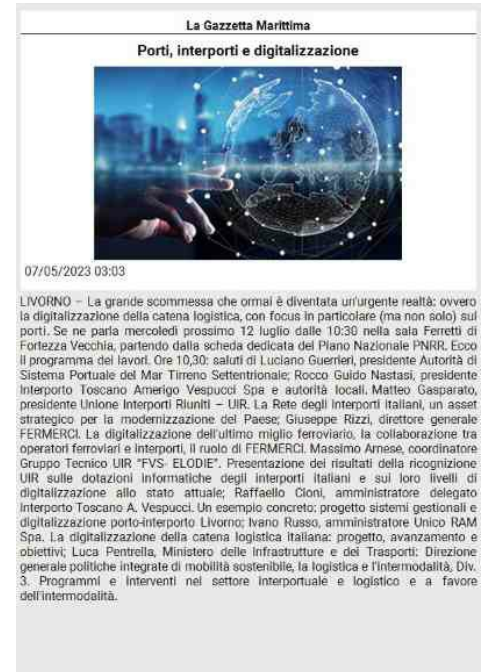 La Gazzetta Marittima
Porti, interporti e digitalizzazione
07/05/2023 03:03
LIVORNO – La grande scommessa che ormai è diventata un'urgente realtà: ovvero
la digitalizzazione della catena logistica, con focus in particolare (ma non solo) sui
porti. Se ne parla mercoledì prossimo 12 luglio dalle 10:30 nella sala Ferretti di
Fortezza Vecchia, partendo dalla scheda dedicata del Piano Nazionale PNRR. Ecco
il programma dei lavori. Ore 10,30: saluti di Luciano Guerrieri, presidente Autorità di
Sistema Portuale del Mar Tirreno Settentrionale; Rocco Guido Nastasi, presidente
Interporto Toscano Amerigo Vespucci Spa e autorità locali. Matteo Gasparato,
presidente Unione Interporti Riuniti – UIR. La Rete degli Interporti italiani, un asset
strategico per la modernizzazione del Paese; Giuseppe Rizzi, direttore generale
FERMERCI. La digitalizzazione dell'ultimo miglio ferroviario, la collaborazione tra
operatori ferroviari e interporti, il ruolo di FERMERCI. Massimo Arnese, coordinatore
Gruppo Tecnico UIR "FVS- ELODIE". Presentazione dei risultati della ricognizione
UIR sulle dotazioni informatiche degli interporti italiani e sui loro livelli di
digitalizzazione allo stato attuale; Raffaello Cioni, amministratore delegato
Interporto Toscano A. Vespucci. Un esempio concreto: progetto sistemi gestionali e
digitalizzazione porto-interporto Livorno; Ivano Russo, amministratore Unico RAM
Spa. La digitalizzazione della catena logistica italiana: progetto, avanzamento e
obiettivi; Luca Pentrella, Ministero delle Infrastrutture e dei Trasporti: Direzione
generale politiche integrate di mobilità sostenibile, la logistica e l'intermodalità, Div.
3. Programmi e interventi nel settore interportuale e logistico e a favore
dell'intermodalità.